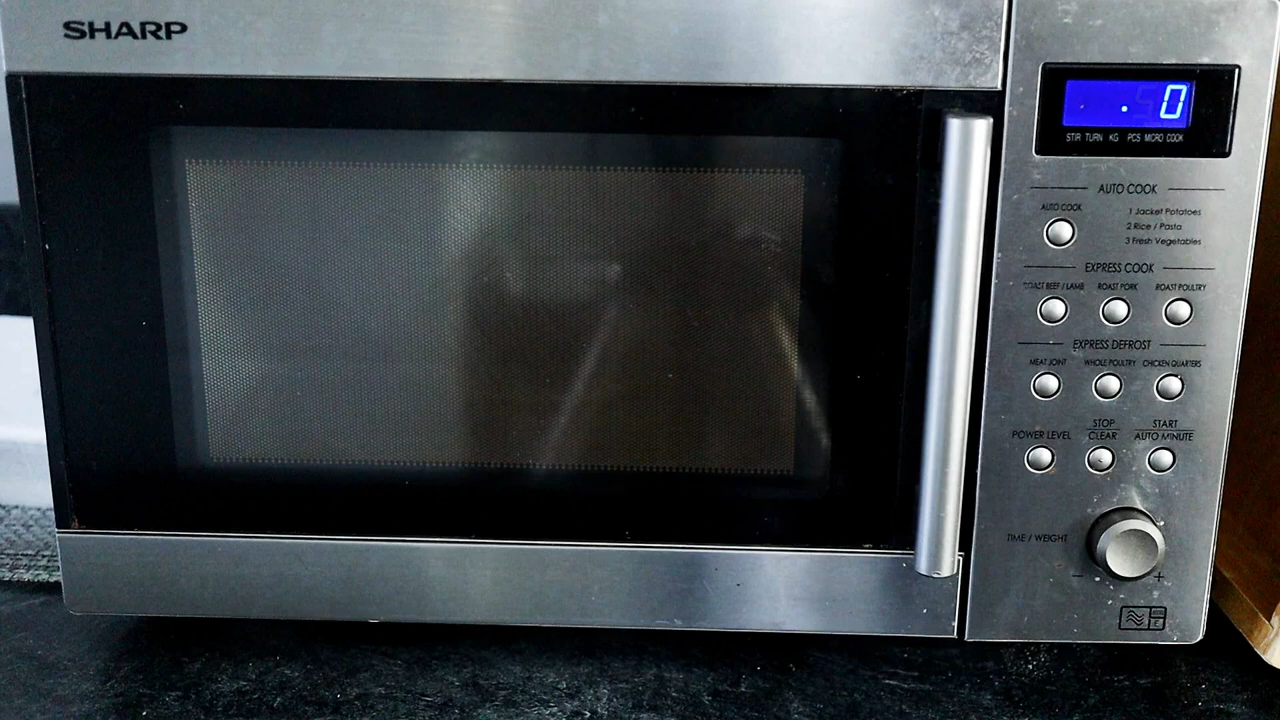 SHARP
. 0
STIR TURN KG PCS MICRO COOK
AUTO COOK
AUTO COOK
1 Jacket Potatoes
2 Rice / Pasta
3 Fresh Vegetables
EXPRESS COOK
ROAST BEEF / LAMB ROAST PORK ROAST POULTRY
EXPRESS DEFROST
MEAT JOINT WHOLE POULTRY CHICKEN QUARTERS
POWER LEVEL STOP CLEAR START AUTO MINUTE
TIME / WEIGHT
- +